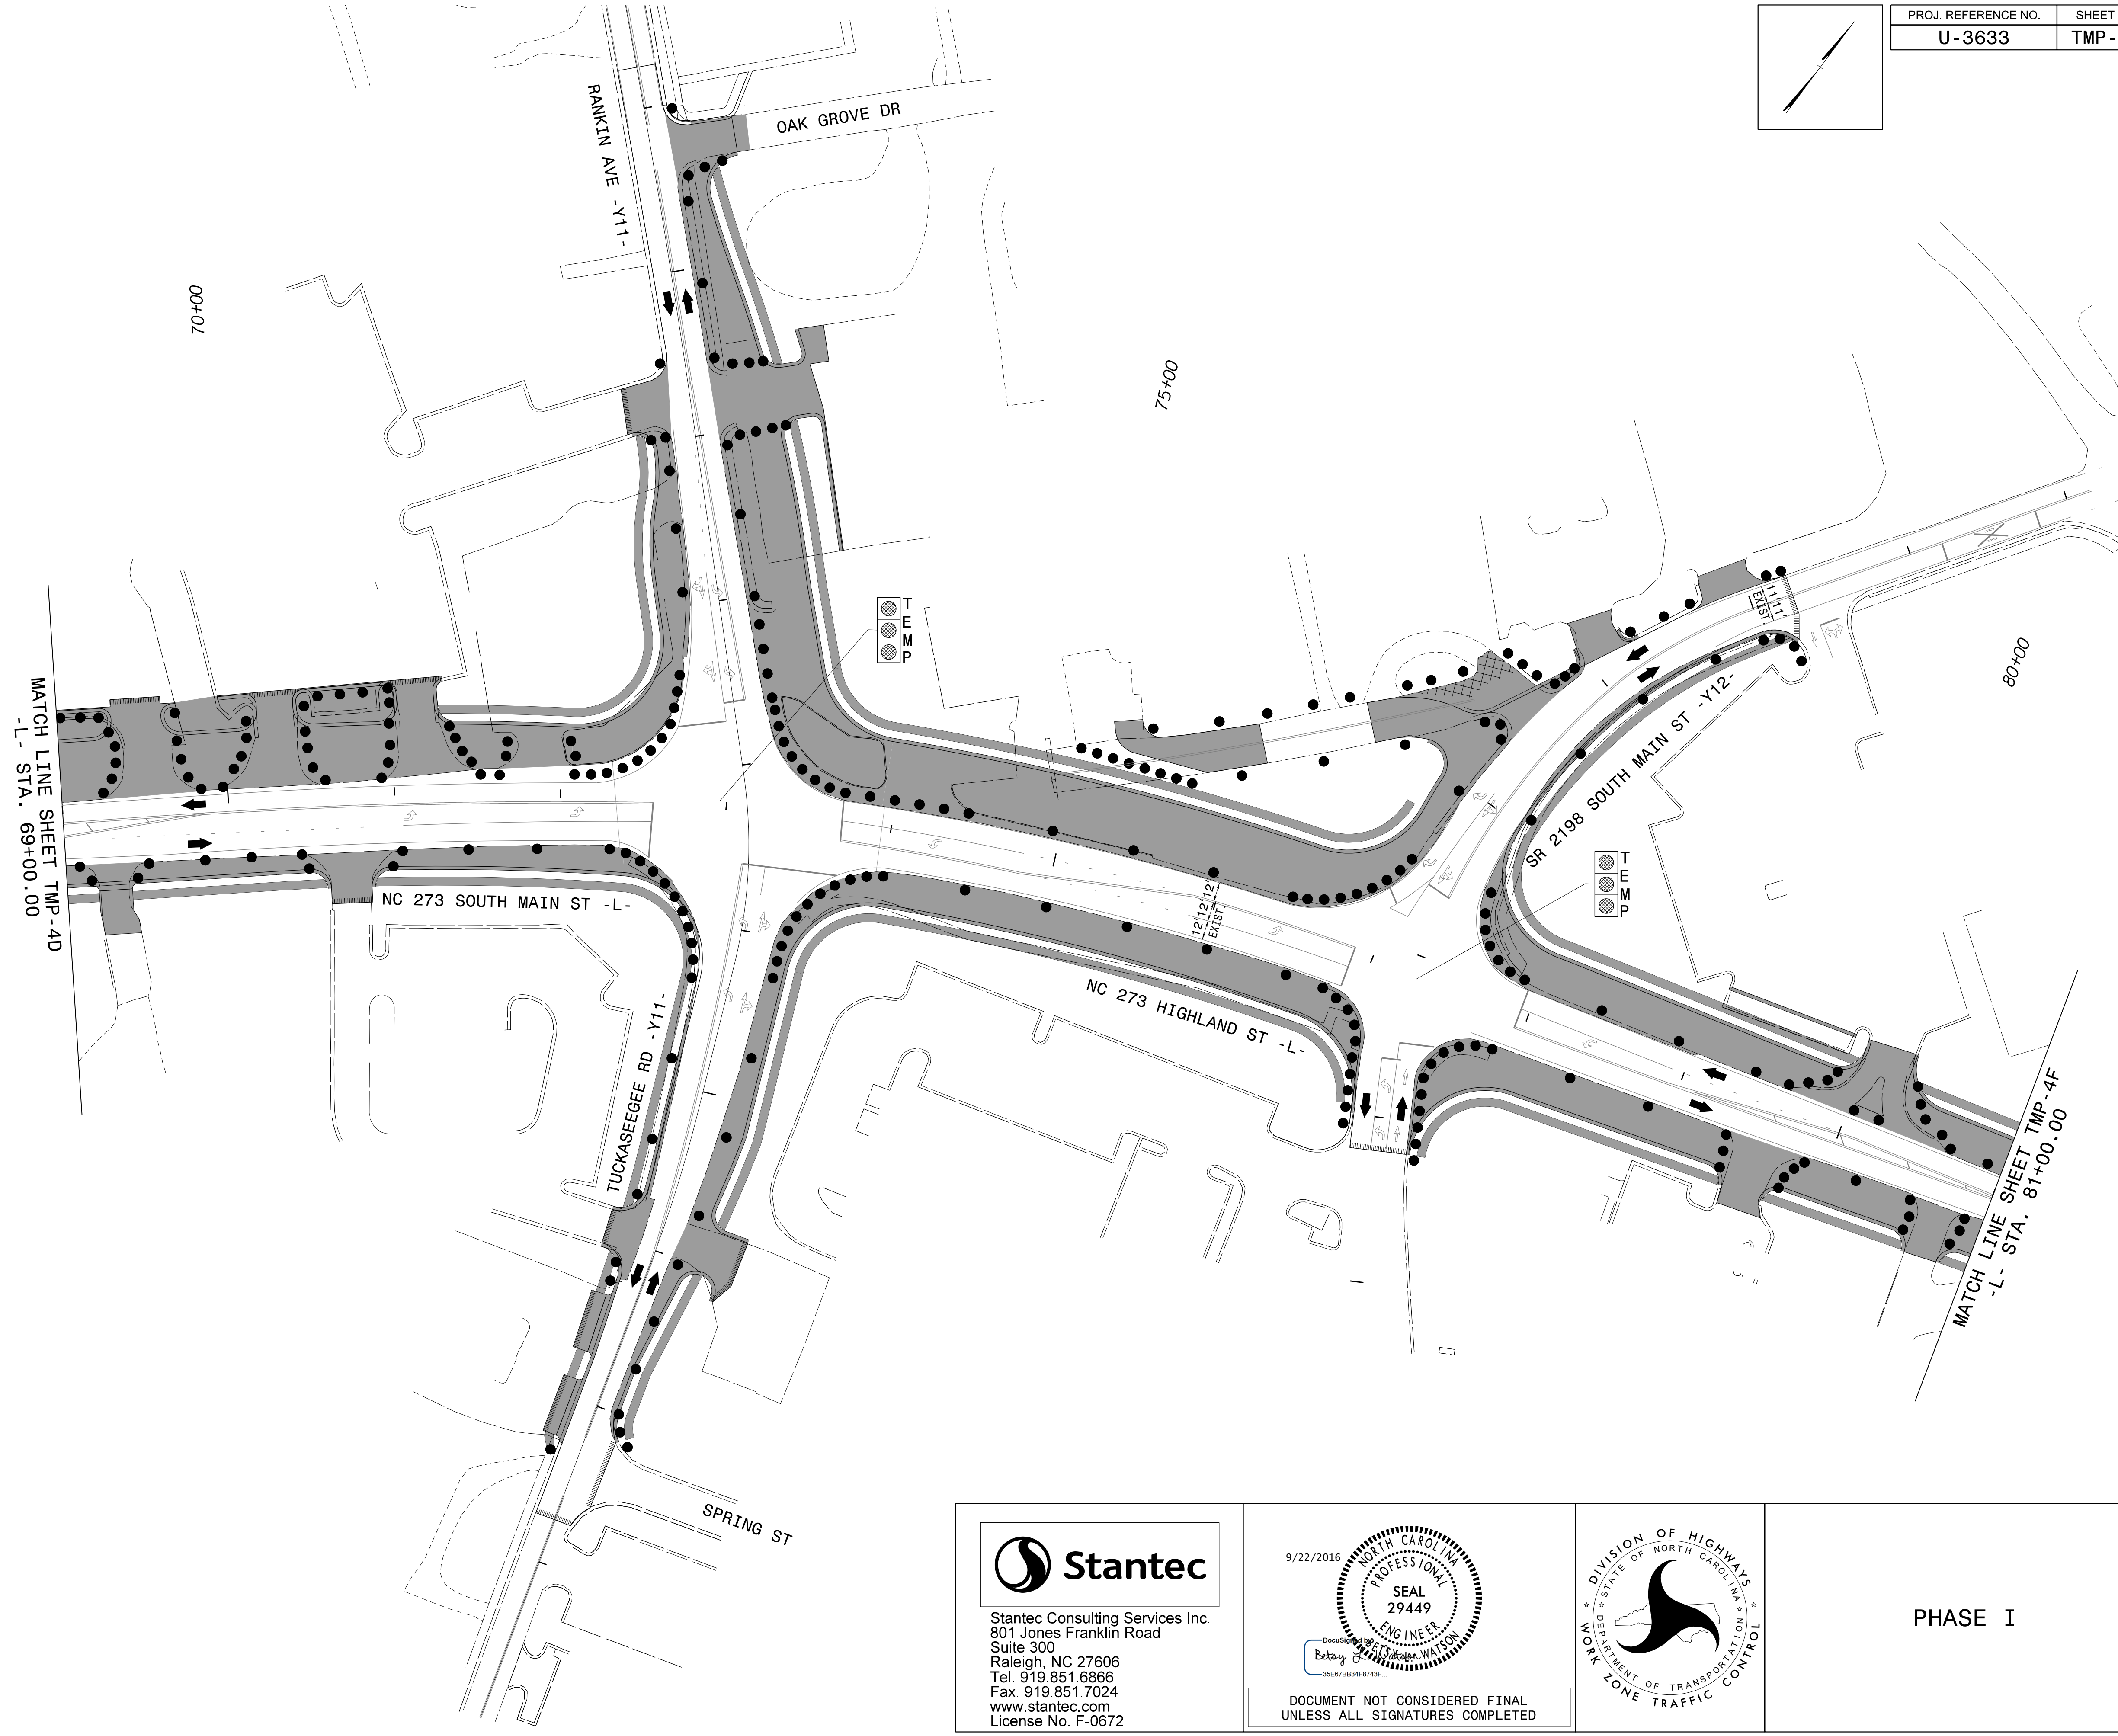 PROJ. REFERENCE NO.
SHEET
U-3633
TMP-
OAK GROVE DR
RANKIN AVE -Y11-
70+00
75+00
80+00
T
E
M
P
11' 11'
EXIST
SR 2198 SOUTH MAIN ST -Y12-
T
E
M
P
MATCH LINE SHEET TMP-4D
-L- STA. 69+00.00
NC 273 SOUTH MAIN ST -L-
12' 12' 12'
EXIST
NC 273 HIGHLAND ST -L-
TUCKASEEGEE RD -Y11-
MATCH LINE SHEET TMP-4F
-L- STA. 81+00.00
SPRING ST
Stantec
Stantec Consulting Services Inc.
801 Jones Franklin Road
Suite 300
Raleigh, NC 27606
Tel. 919.851.6866
Fax. 919.851.7024
www.stantec.com
License No. F-0672
9/22/2016
NORTH CAROLINA
PROFESSIONAL
SEAL
29449
ENGINEER
WATSON
DocuSigned by
35E67BB34F8743F...
DOCUMENT NOT CONSIDERED FINAL
UNLESS ALL SIGNATURES COMPLETED
DIVISION OF HIGHWAYS
STATE OF NORTH CAROLINA
DEPARTMENT OF TRANSPORTATION
WORK ZONE TRAFFIC CONTROL
PHASE I